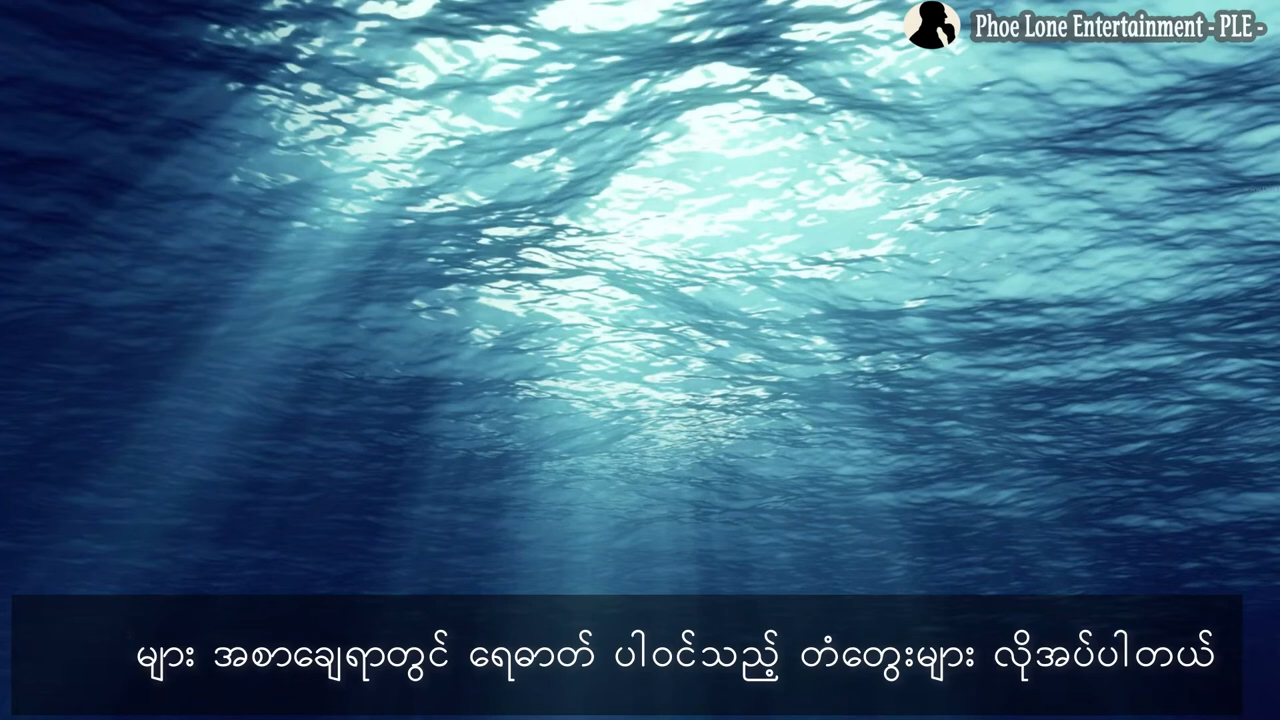 Phoe Lone Entertainment - PLE -
များ အစာချေရာတွင် ရေဓာတ် ပါဝင်သည့် တံတွေးများ လိုအပ်ပါတယ်